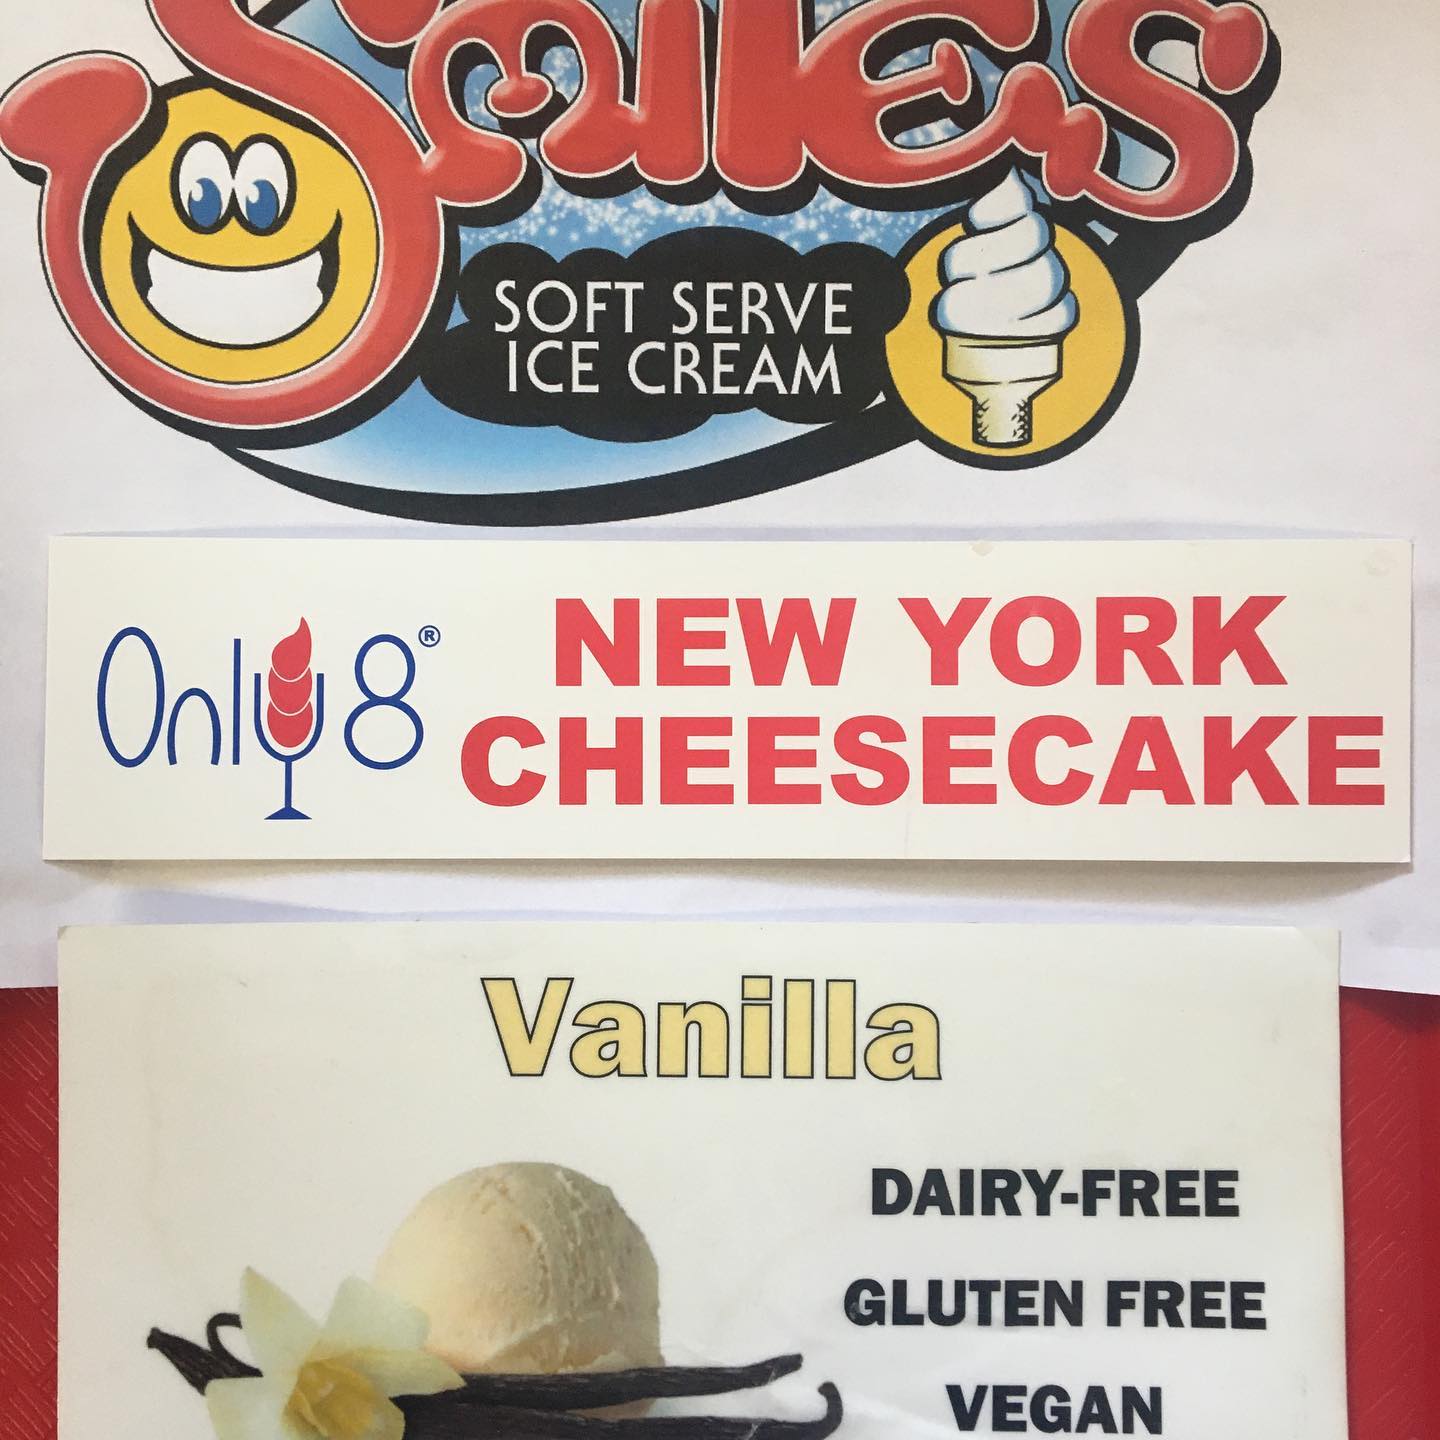 Smiles
SOFT SERVE
ICE CREAM
Only 8®
NEW YORK
CHEESECAKE
Vanilla
DAIRY-FREE
GLUTEN FREE
VEGAN